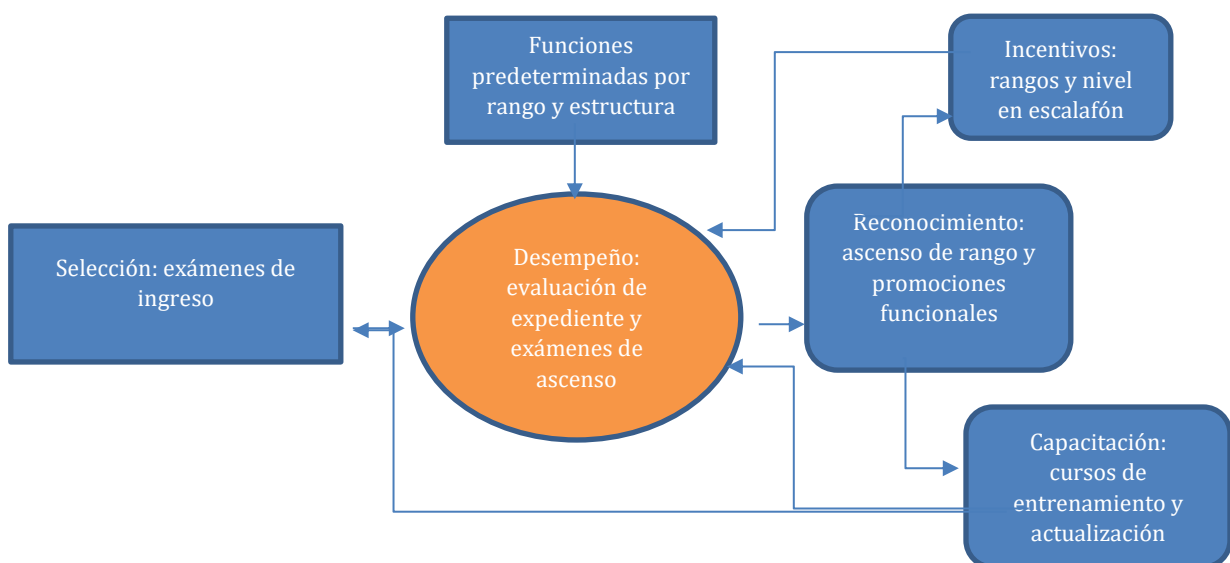 Funciones
predeterminadas por
rango y estructura
Incentivos:
rangos y nivel
en escalafón
Selección: exámenes de
ingreso
Desempeño:
evaluación de
expediente y
exámenes de
ascenso
Reconocimiento:
ascenso de rango y
promociones
funcionales
Capacitación:
cursos de
entrenamiento y
actualización